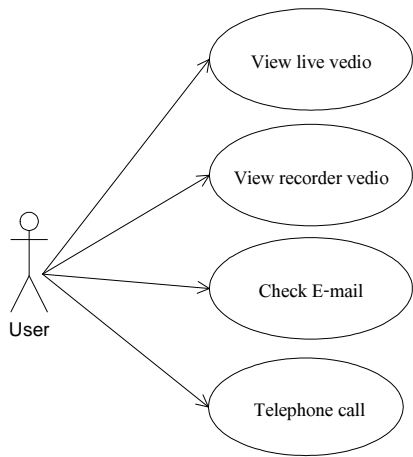 View live vedio
View recorder vedio
Check E-mail
User
Telephone call